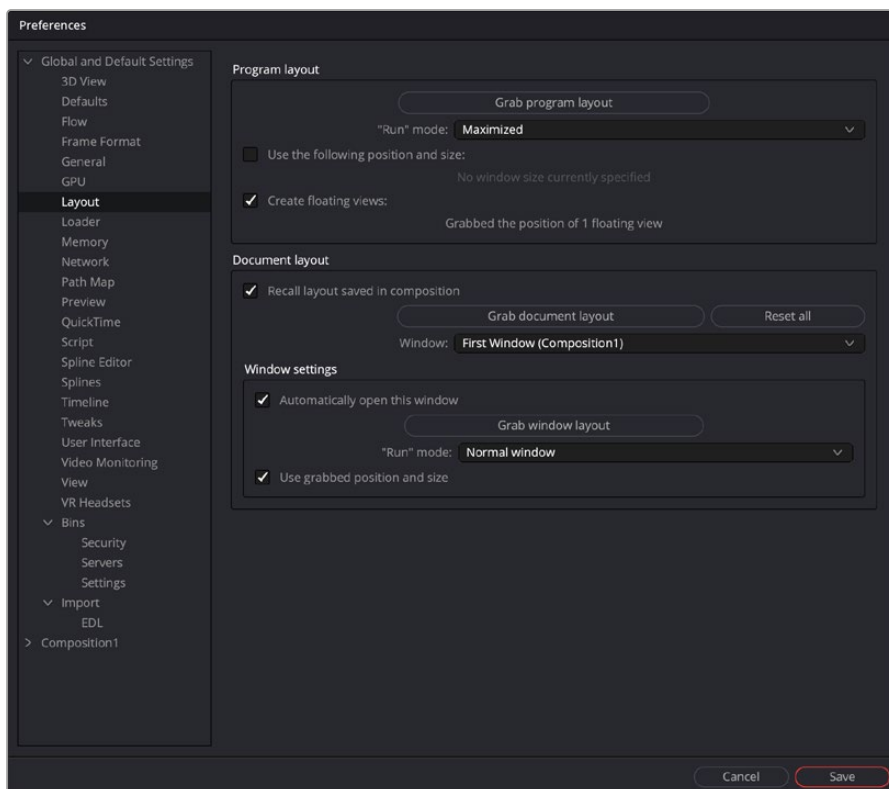 Preferences
Global and Default Settings
3D View
Defaults
Flow
Frame Format
General
GPU
Layout
Loader
Memory
Network
Path Map
Preview
QuickTime
Script
Spline Editor
Splines
Timeline
Tweaks
User Interface
Video Monitoring
View
VR Headsets
Bins
Security
Servers
Settings
Import
EDL
Composition1
Program layout
Grab program layout
"Run" mode: Maximized
Use the following position and size:
No window size currently specified
Create floating views:
Grabbed the position of 1 floating view
Document layout
Recall layout saved in composition
Grab document layout Reset all
Window: First Window (Composition1)
Window settings
Automatically open this window
Grab window layout
"Run" mode: Normal window
Use grabbed position and size
Cancel Save